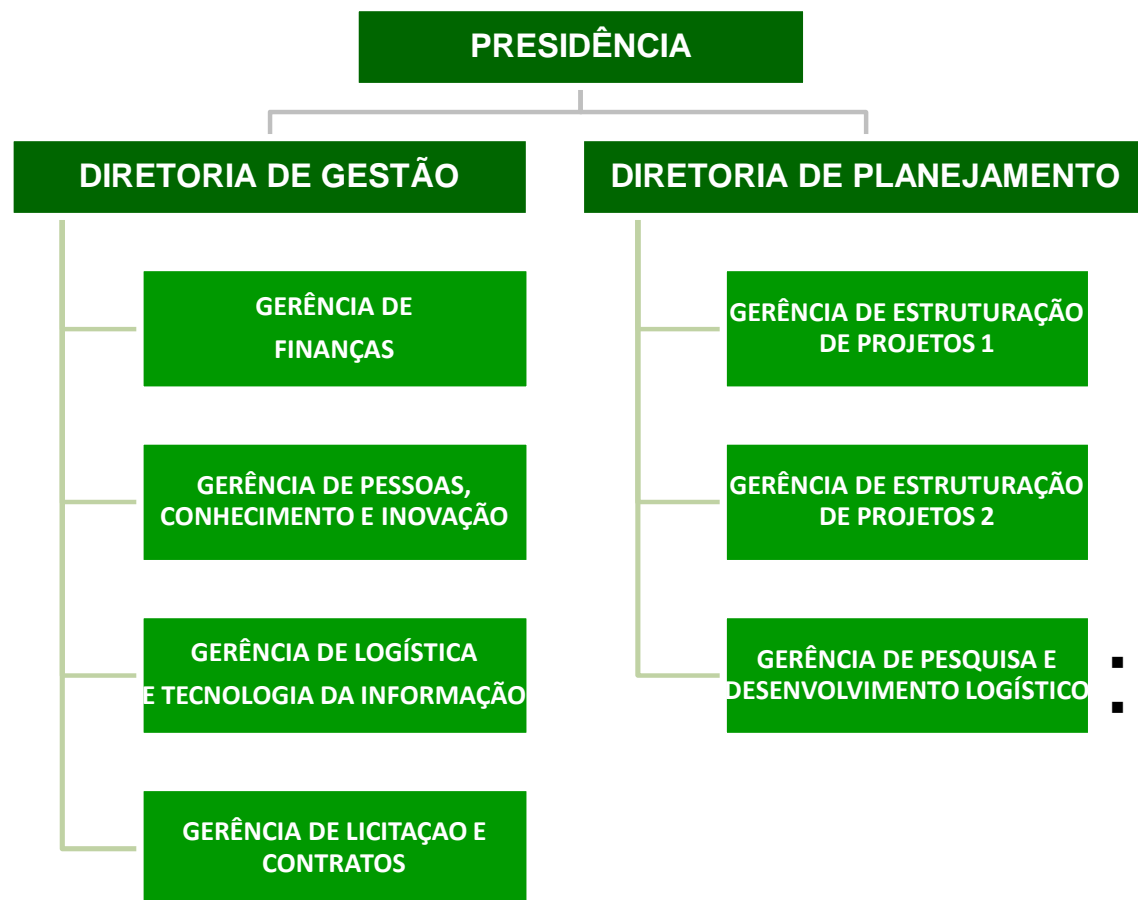 PRESIDÊNCIA
DIRETORIA DE GESTÃO
DIRETORIA DE PLANEJAMENTO
GERÊNCIA DE
FINANÇAS
GERÊNCIA DE PESSOAS,
CONHECIMENTO E INOVAÇÃO
GERÊNCIA DE LOGÍSTICA
E TECNOLOGIA DA INFORMAÇÃO
GERÊNCIA DE LICITAÇAO E
CONTRATOS
GERÊNCIA DE ESTRUTURAÇÃO
DE PROJETOS 1
GERÊNCIA DE ESTRUTURAÇÃO
DE PROJETOS 2
GERÊNCIA DE PESQUISA E
DESENVOLVIMENTO LOGÍSTICO